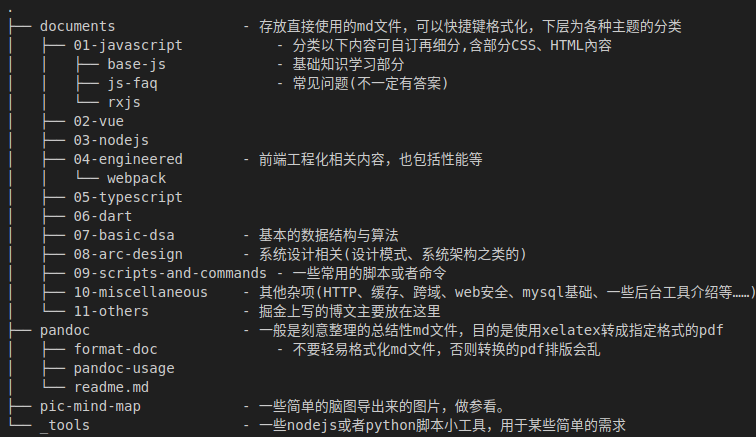 .
├── documents               - 存放直接使用的md文件，可以快捷键格式化，下层为各种主题的分类
│   ├── 01-javascript           - 分类以下内容可自订再细分,含部分CSS、HTML內容
│   │   ├── base-js             - 基础知识学习部分
│   │   ├── js-faq              - 常见问题(不一定有答案)
│   │   └── rxjs
│   ├── 02-vue
│   ├── 03-nodejs
│   ├── 04-engineered       - 前端工程化相关内容，也包括性能等
│   │   └── webpack
│   ├── 05-typescript
│   ├── 06-dart
│   ├── 07-basic-dsa        - 基本的数据结构与算法
│   ├── 08-arc-design       - 系统设计相关(设计模式、系统架构之类的)
│   ├── 09-scripts-and-commands - 一些常用的脚本或者命令
│   ├── 10-miscellaneous    - 其他杂项(HTTP、缓存、跨域、web安全、mysql基础、一些后台工具介绍等……)
│   └── 11-others           - 掘金上写的博文主要放在这里
├── pandoc                  - 一般是刻意整理的总结性md文件，目的是使用xelatex转成指定格式的pdf
│   ├── format-doc              - 不要轻易格式化md文件，否则转换的pdf排版会乱
│   ├── pandoc-usage
│   └── readme.md
├── pic-mind-map            - 一些简单的脑图导出来的图片，做参看。
└── _tools                  - 一些nodejs或者python脚本小工具，用于某些简单的需求